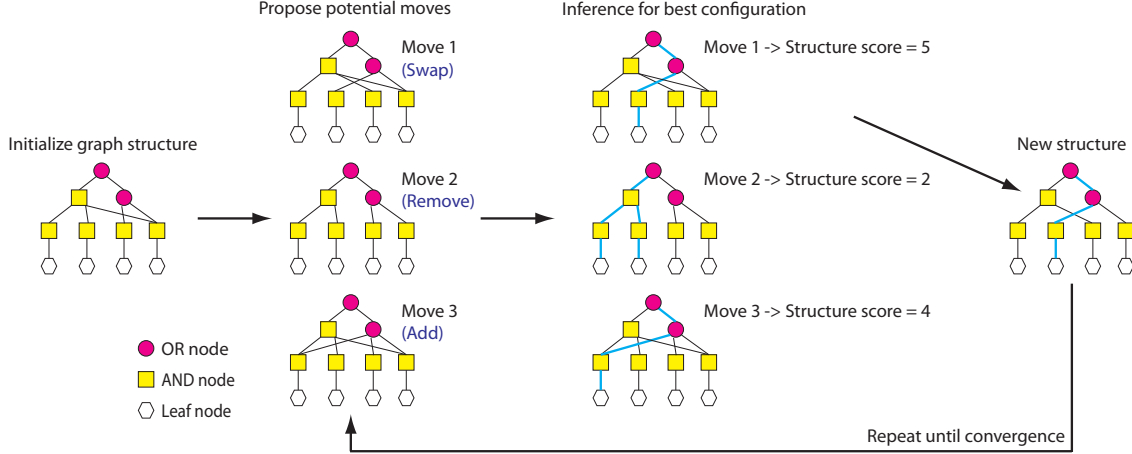 Propose potential moves
Inference for best configuration
Move 1
(Swap)
Move 1 -> Structure score = 5
Initialize graph structure
New structure
Move 2
(Remove)
Move 2 -> Structure score = 2
Move 3
(Add)
Move 3 -> Structure score = 4
OR node
AND node
Leaf node
Repeat until convergence